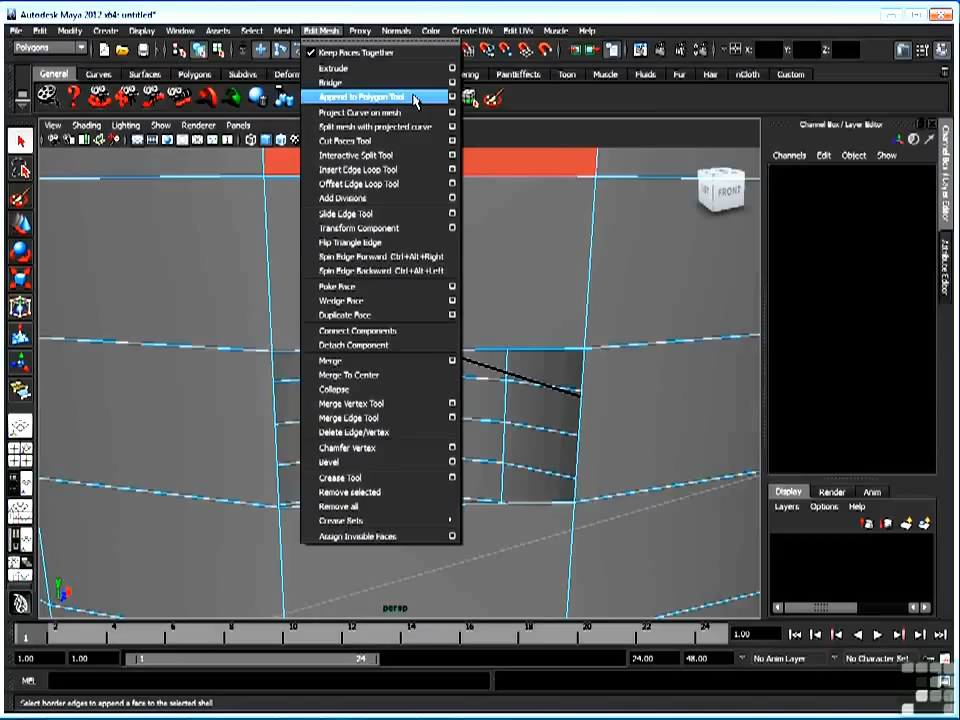 Autodesk Maya 2012 x64: untitled*
File Edit Modify Create Display Window Assets Select Mesh Edit Mesh Proxy Normals Color Create UVs Edit UVs Muscle Help
Polygons X: Y: Z:
General Curves Surfaces Polygons Subdivs Deform PaintEffects Toon Muscle Fluids Fur Hair nCloth Custom
Keep Faces Together
Extrude
Bridge
Append to Polygon Tool
Project Curve on mesh
Split mesh with projected curve
Cut Faces Tool
Interactive Split Tool
Insert Edge Loop Tool
Offset Edge Loop Tool
Add Divisions
Slide Edge Tool
Transform Component
Flip Triangle Edge
Spin Edge Forward Ctrl+Alt+Right
Spin Edge Backward Ctrl+Alt+Left
Poke Face
Wedge Face
Duplicate Face
Connect Components
Detach Component
Merge
Merge To Center
Collapse
Merge Vertex Tool
Merge Edge Tool
Delete Edge/Vertex
Chamfer Vertex
Bevel
Crease Tool
Remove selected
Remove all
Crease Sets
Assign Invisible Faces
View Shading Lighting Show Renderer Panels
FRONT
persp
Channel Box / Layer Editor
Channels Edit Object Show
Channel Box / Layer Editor
Attribute Editor
Display Render Anim
Layers Options Help
2 4 6 8 10 12 14 16 18 20 22 24
1 1.00
1.00 1.00 1 24 24.00 48.00 No Anim Layer No Character Set
MEL
Select border edges to append a face to the selected shell